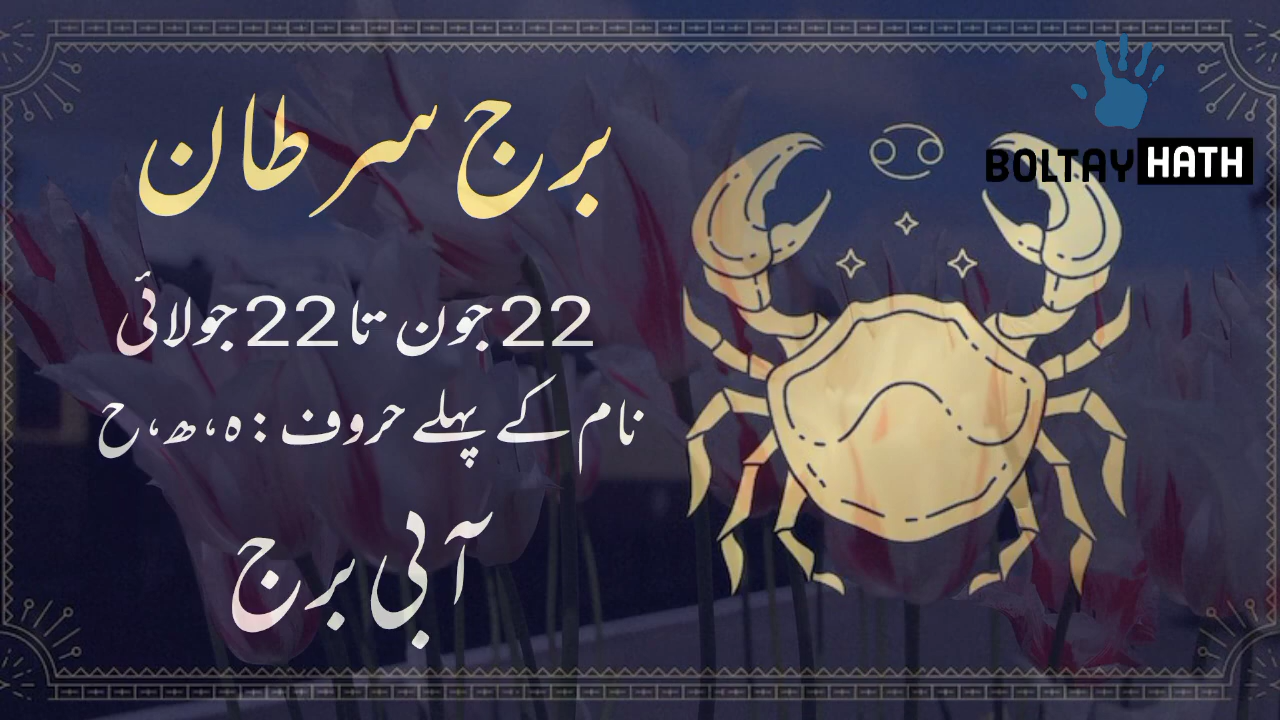 برج سرطان
22 جون تا 22 جولائی
نام کے پہلے حروف : ہ، ھ، ح
آبی برج
BOLTAY HATH